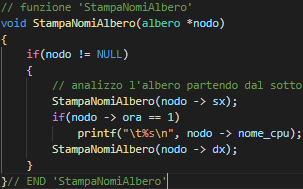 // funzione 'StampaNomiAlbero'
void StampaNomiAlbero(albero *nodo)
{
    if(nodo != NULL)
    {
        // analizzo l'albero partendo dal sotto
        StampaNomiAlbero(nodo -> sx);
        if(nodo -> ora == 1)
            printf("\t%s\n", nodo -> nome_cpu);
        StampaNomiAlbero(nodo -> dx);
    }
}// END 'StampaNomiAlbero'